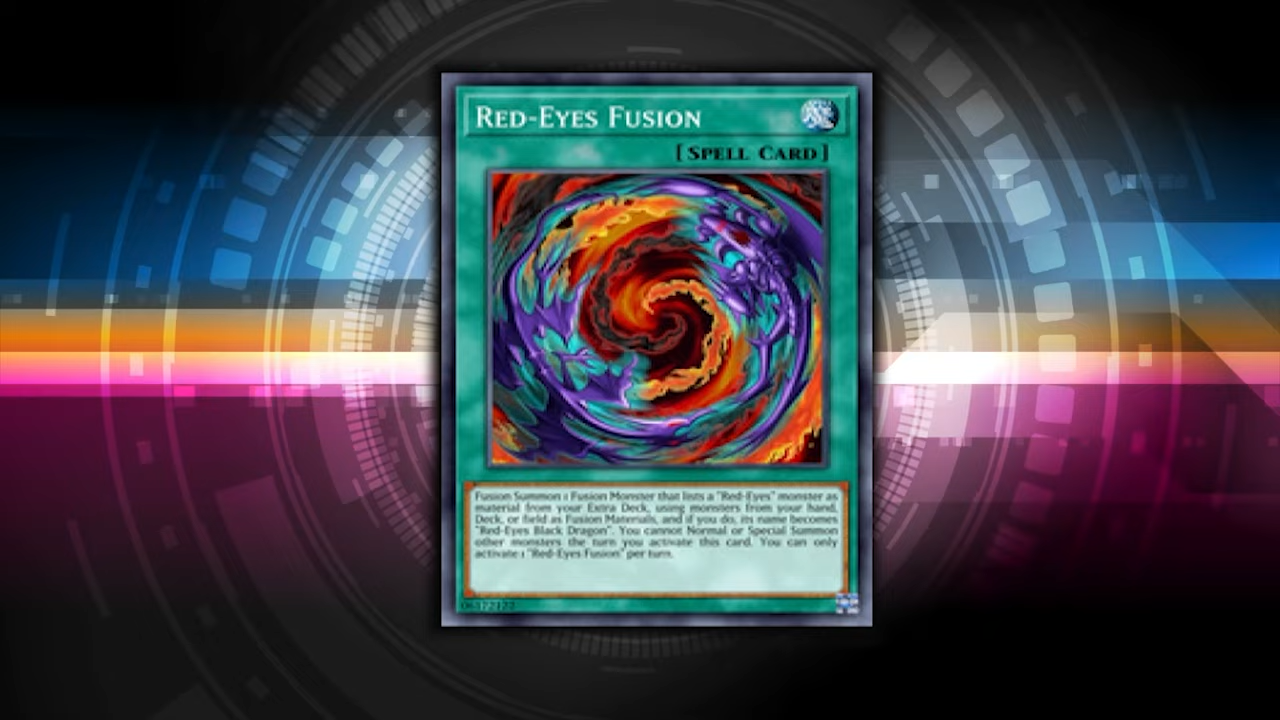 RED-EYES FUSION
[SPELL CARD]
Fusion Summon 1 Fusion Monster that lists a "Red-Eyes" monster as
material from your Extra Deck, using monsters from your hand,
Deck, or field as Fusion Materials, and if you do, its name becomes
"Red-Eyes Black Dragon". You cannot Normal or Special Summon
other monsters the turn you activate this card. You can only
activate 1 "Red-Eyes Fusion" per turn.